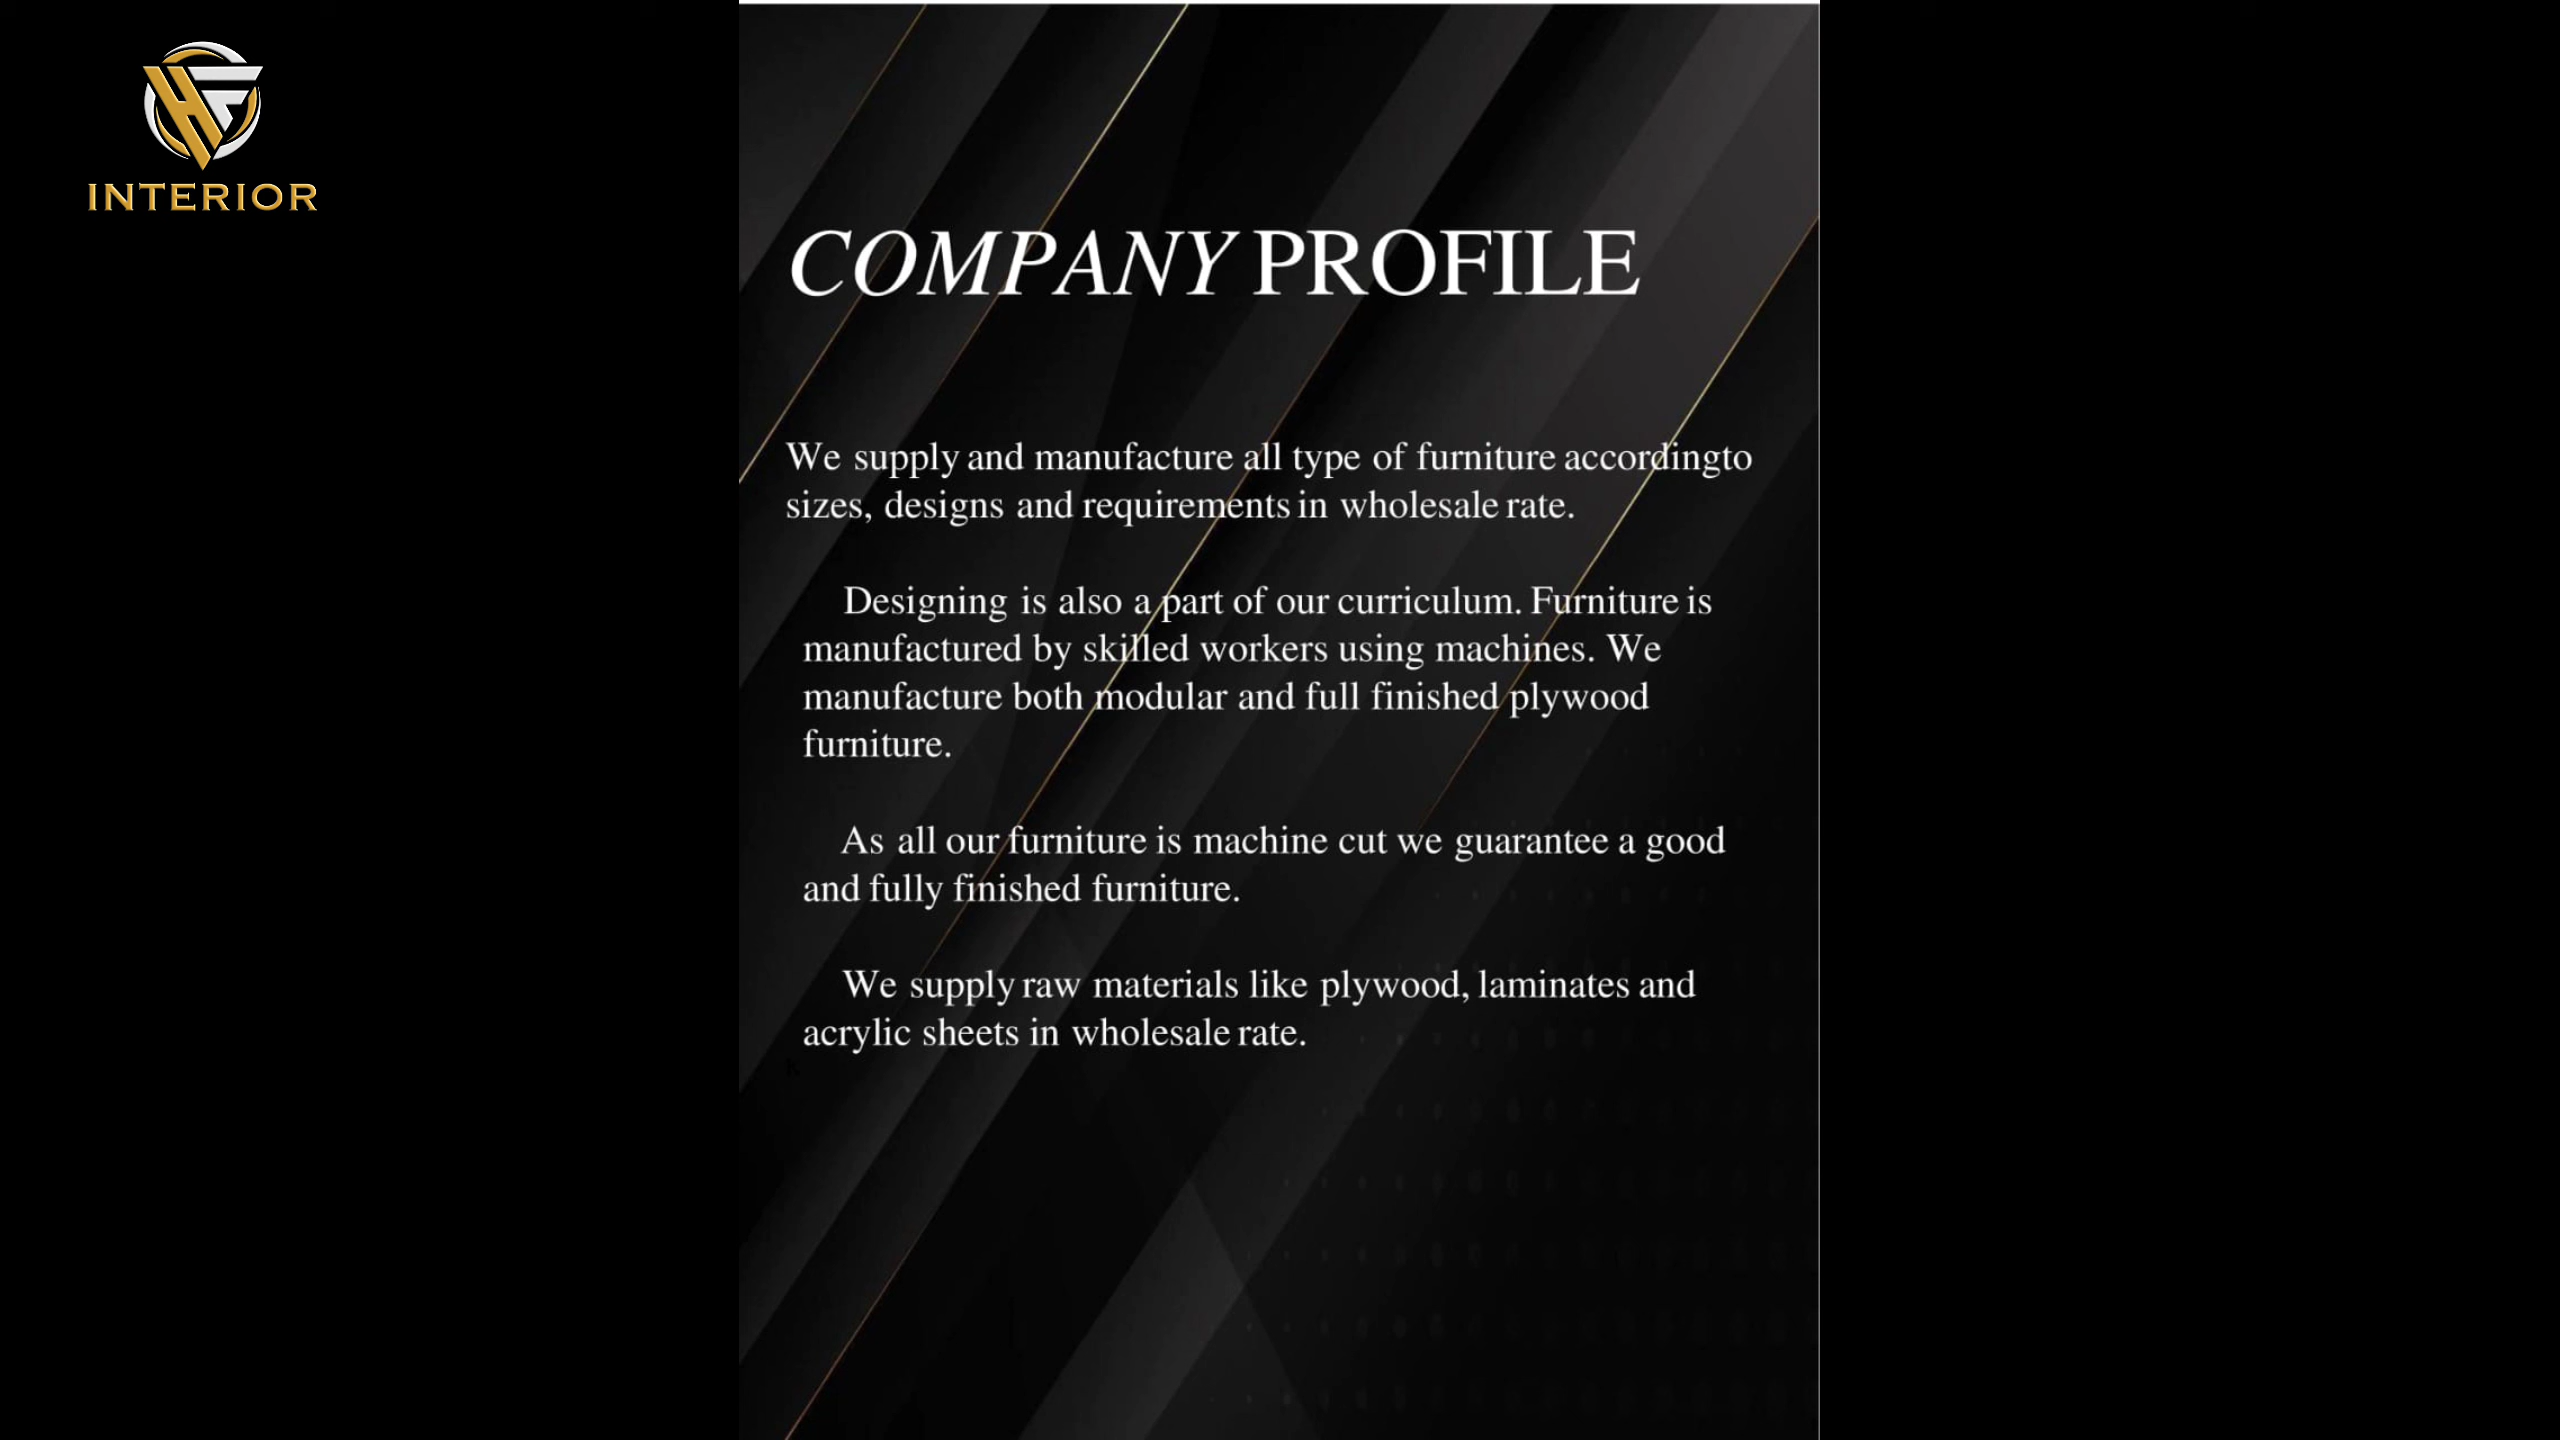 HF
INTERIOR
COMPANY PROFILE
We supply and manufacture all type of furniture accordingto
sizes, designs and requirements in wholesale rate.
Designing is also a part of our curriculum. Furniture is
manufactured by skilled workers using machines. We
manufacture both modular and full finished plywood
furniture.
As all our furniture is machine cut we guarantee a good
and fully finished furniture.
We supply raw materials like plywood, laminates and
acrylic sheets in wholesale rate.